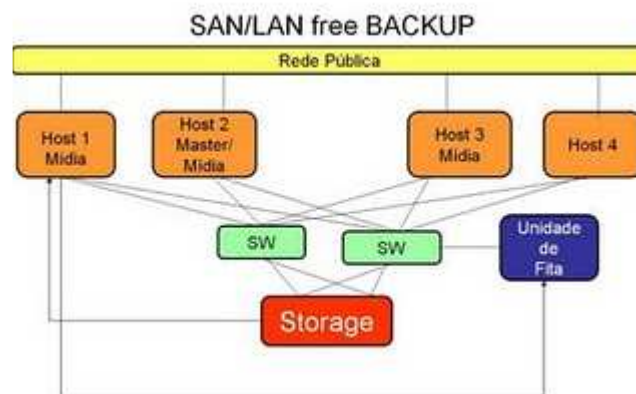 SAN/LAN free BACKUP
Rede Pública
Host 1
Mídia
Host 2
Master/
Mídia
Host 3
Mídia
Host 4
SW
SW
Unidade
de
Fita
Storage